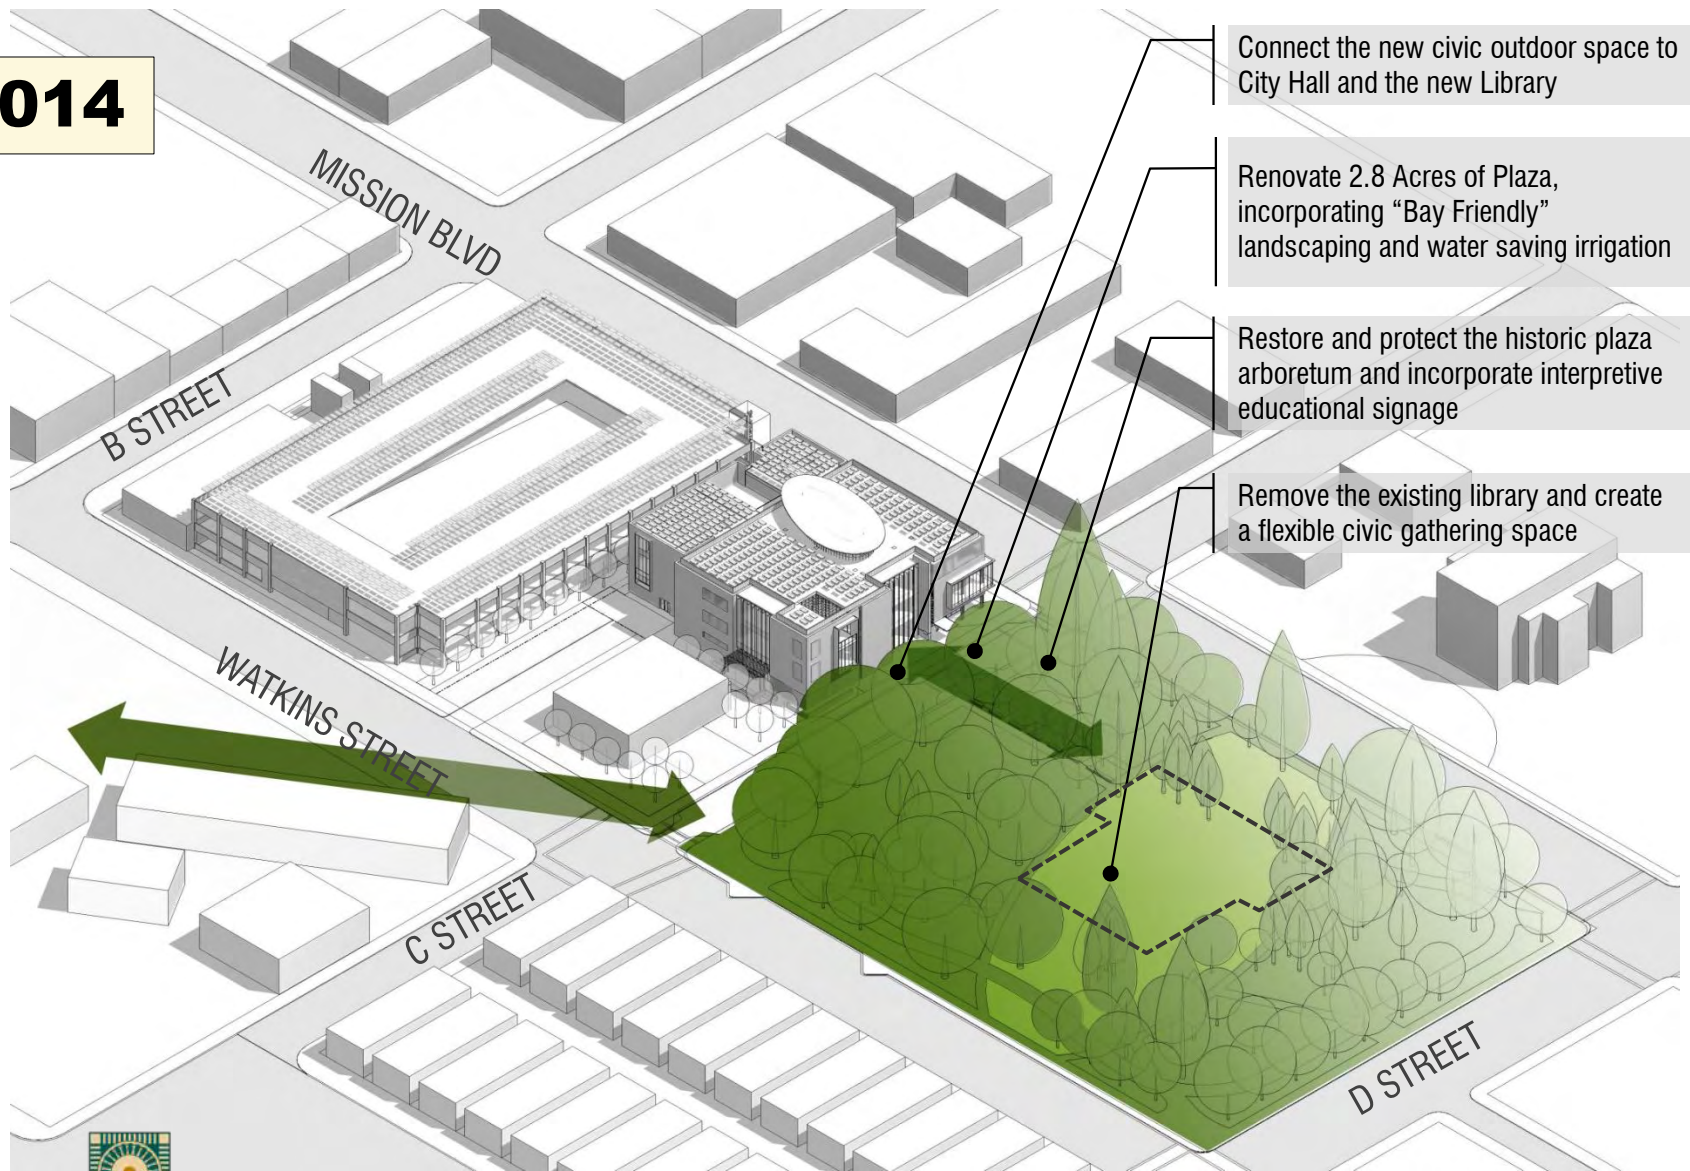 014
Connect the new civic outdoor space to
City Hall and the new Library
Renovate 2.8 Acres of Plaza,
incorporating “Bay Friendly”
landscaping and water saving irrigation
Restore and protect the historic plaza
arboretum and incorporate interpretive
educational signage
Remove the existing library and create
a flexible civic gathering space
MISSION BLVD
B STREET
WATKINS STREET
C STREET
D STREET